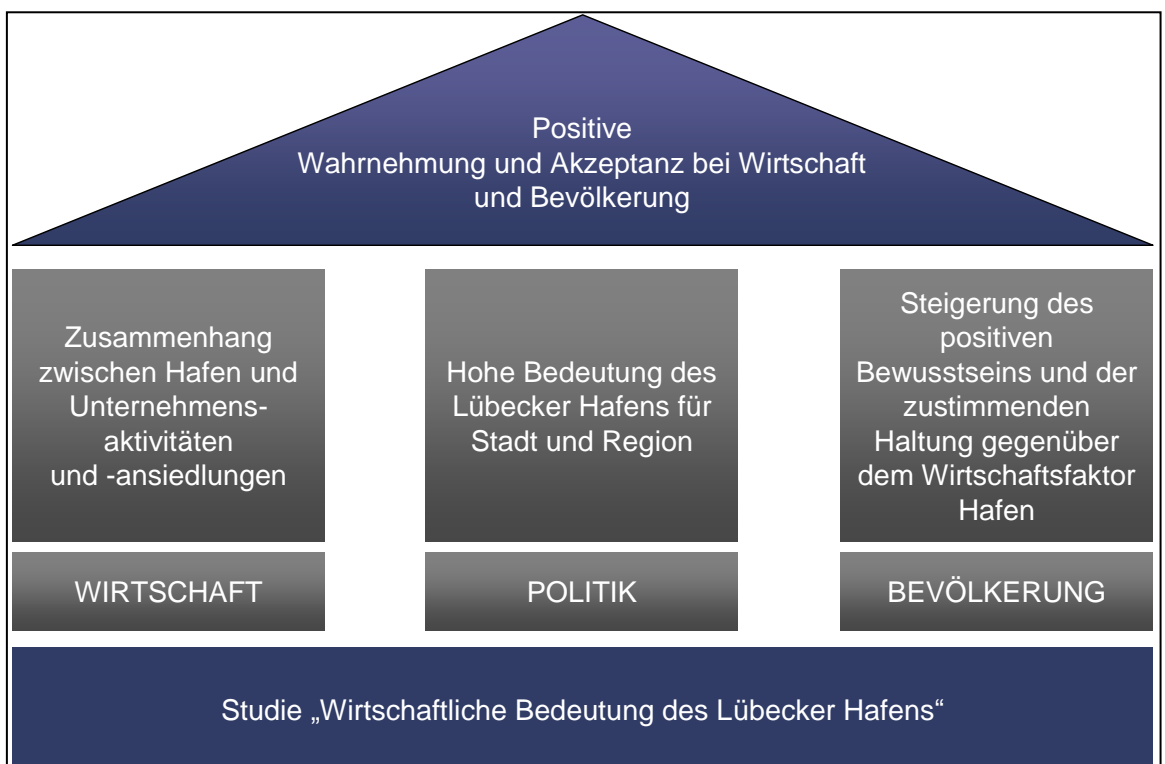 Positive
Wahrnehmung und Akzeptanz bei Wirtschaft
und Bevölkerung
Zusammenhang
zwischen Hafen und
Unternehmens-
aktivitäten
und -ansiedlungen
Hohe Bedeutung des
Lübecker Hafens für
Stadt und Region
Steigerung des
positiven
Bewusstseins und der
zustimmenden
Haltung gegenüber
dem Wirtschaftsfaktor
Hafen
WIRTSCHAFT
POLITIK
BEVÖLKERUNG
Studie „Wirtschaftliche Bedeutung des Lübecker Hafens“